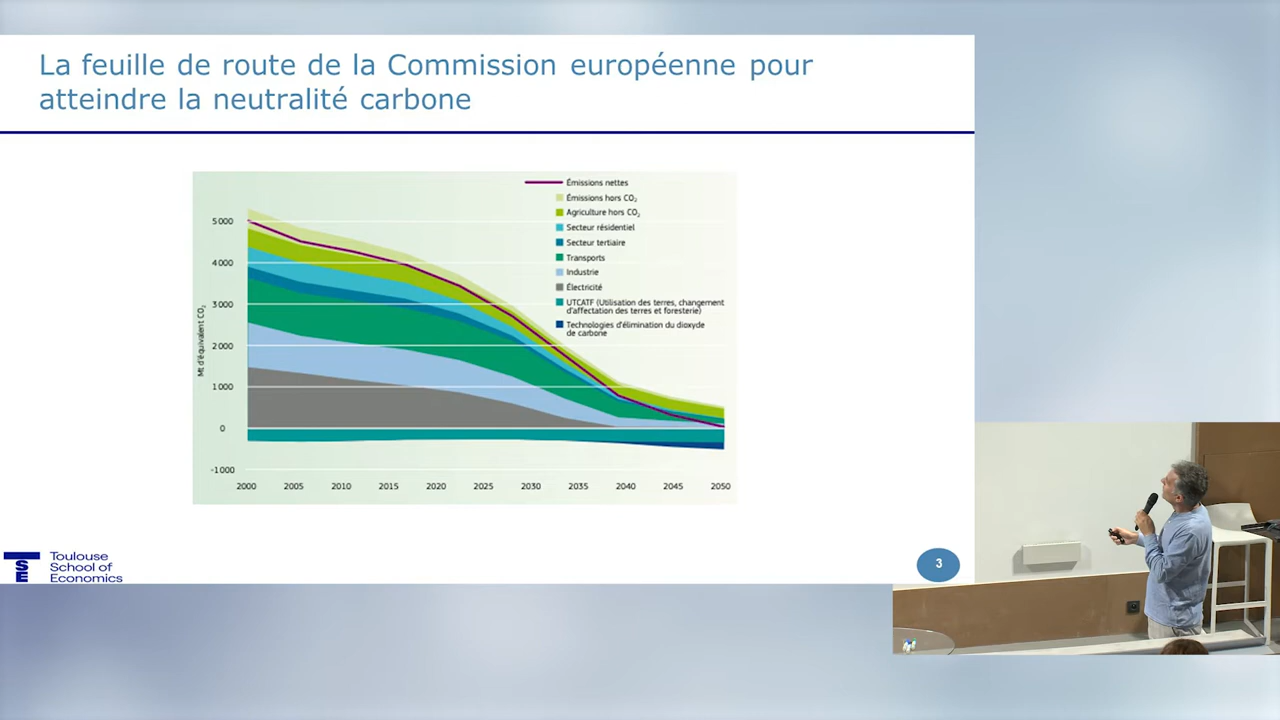 La feuille de route de la Commission européenne pour
atteindre la neutralité carbone
Émissions nettes
Émissions hors CO₂
Agriculture hors CO₂
Secteur résidentiel
Secteur tertiaire
Transports
Industrie
Électricité
UTCATF (Utilisation des terres, changement
d'affectation des terres et foresterie)
Technologies d'élimination du dioxyde
de carbone
Mt d'équivalent CO₂
5 000
4 000
3 000
2 000
1 000
0
-1 000
2000 2005 2010 2015 2020 2025 2030 2035 2040 2045 2050
TSE
Toulouse
School of
Economics
3